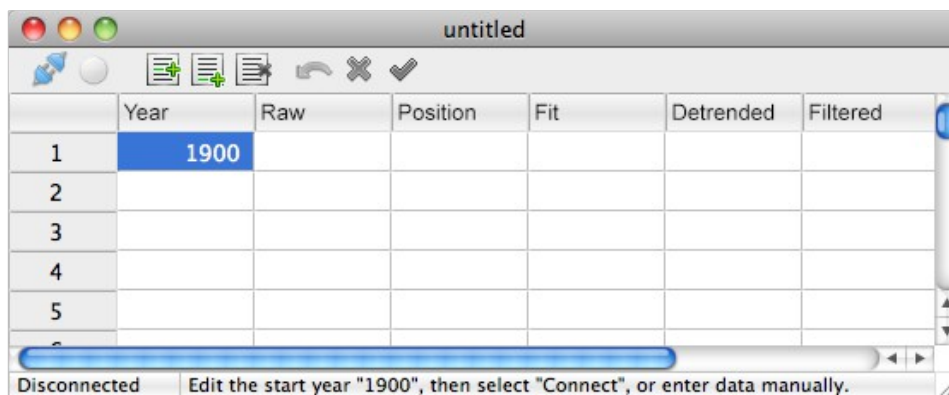 untitled
Year Raw Position Fit Detrended Filtered
1 1900
2
3
4
5
Disconnected Edit the start year "1900", then select "Connect", or enter data manually.